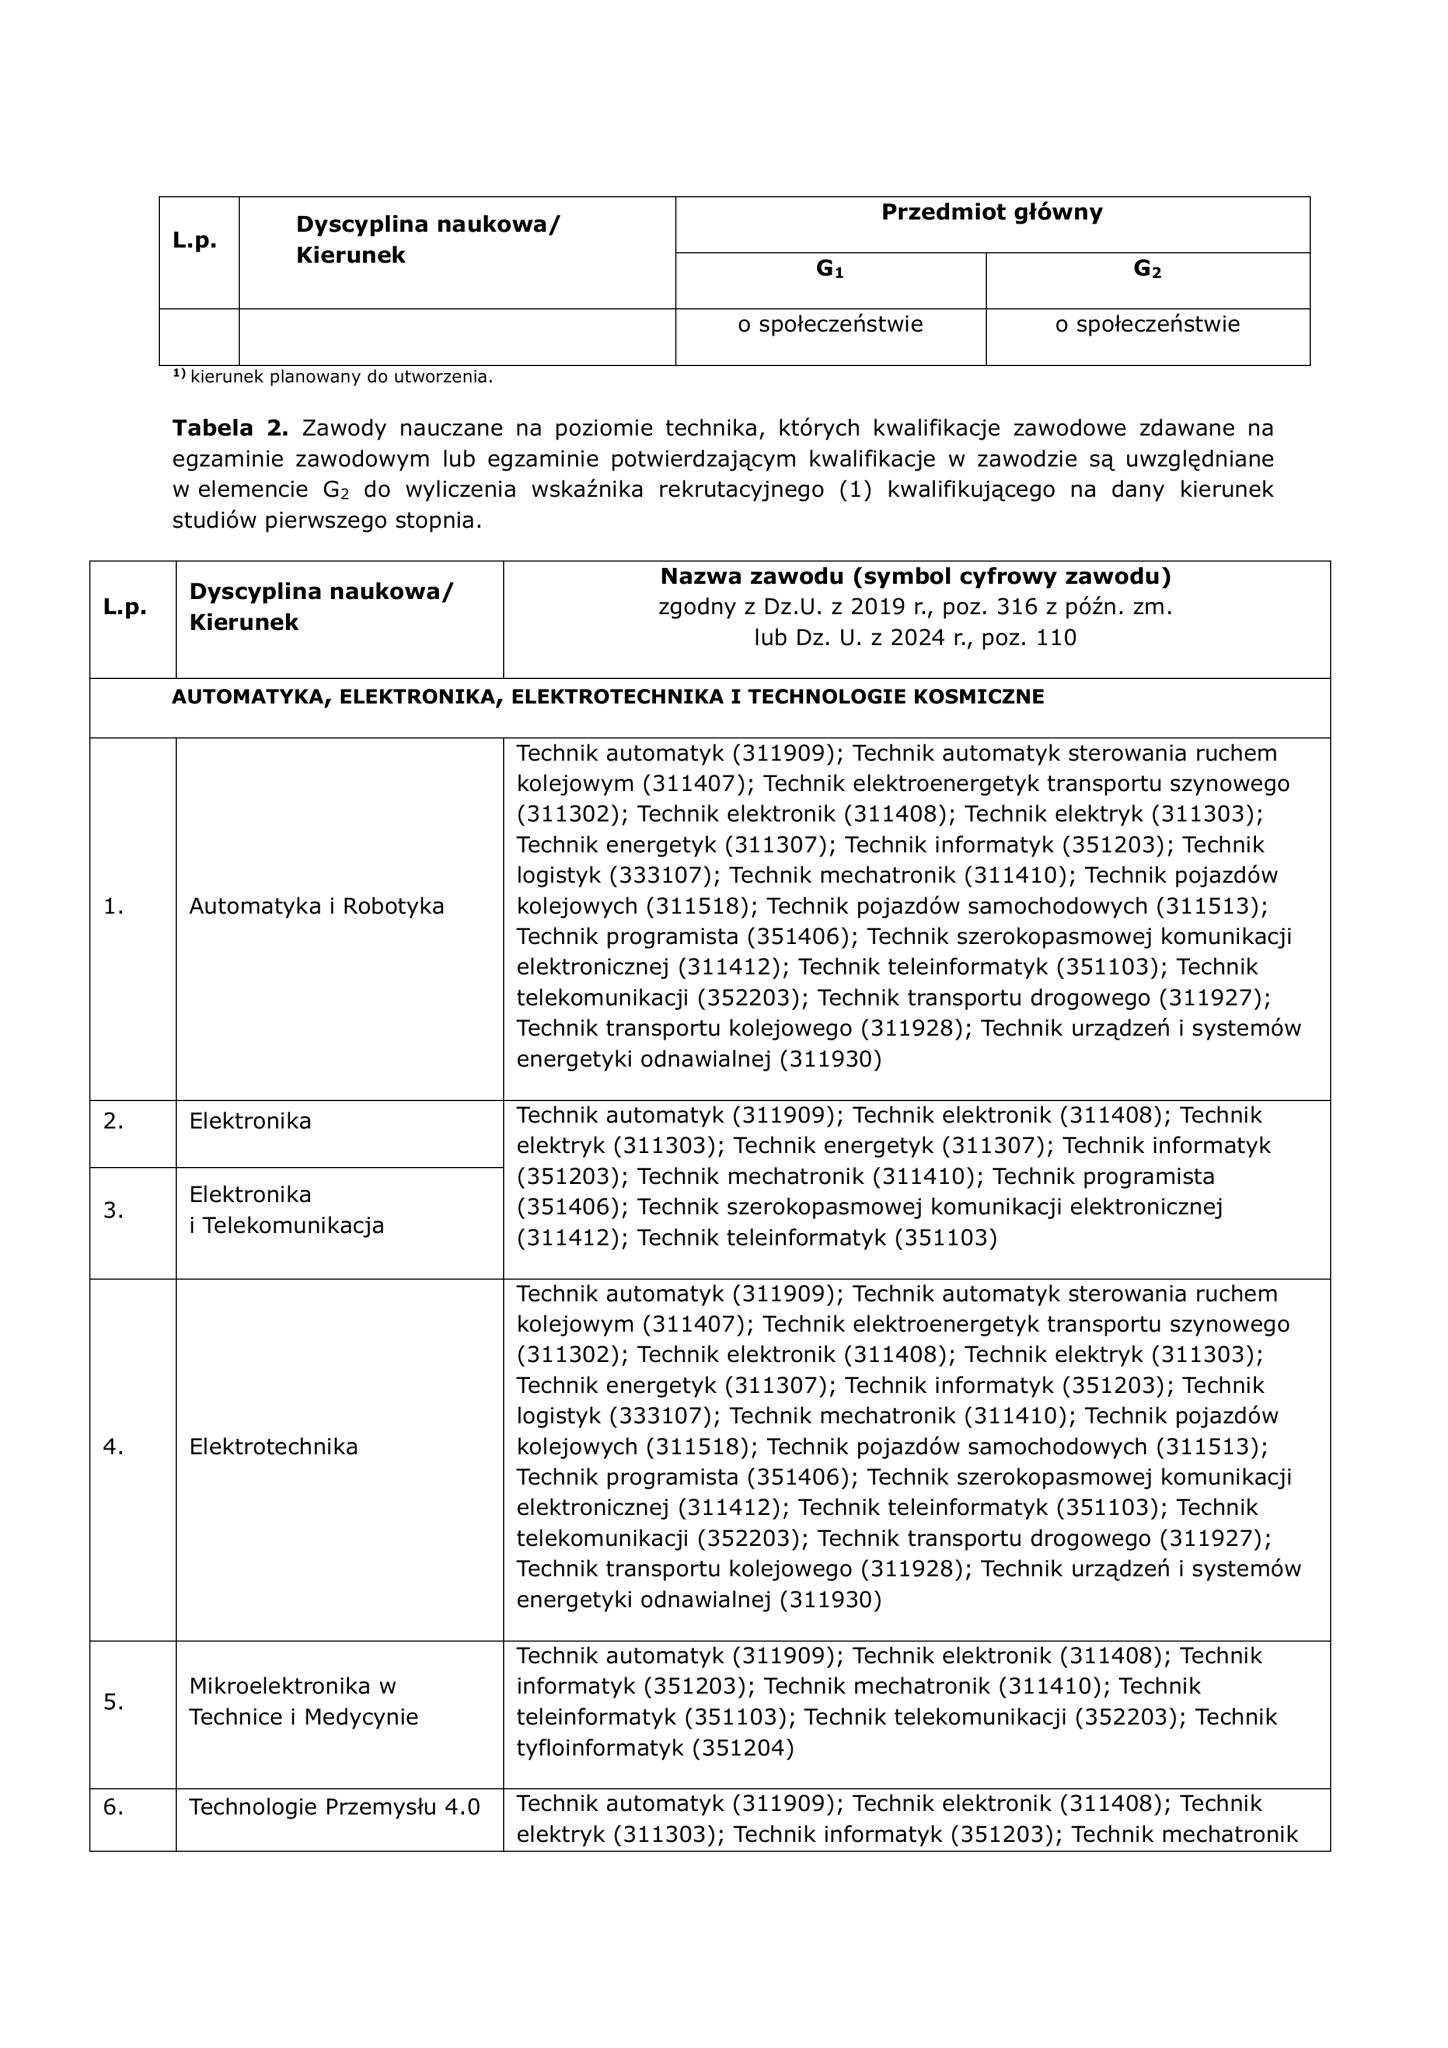 L.p.
Dyscyplina naukowa/
Kierunek
Przedmiot główny
G₁
G₂
o społeczeństwie
o społeczeństwie
¹⁾ kierunek planowany do utworzenia.
Tabela 2. Zawody nauczane na poziomie technika, których kwalifikacje zawodowe zdawane na
egzaminie zawodowym lub egzaminie potwierdzającym kwalifikacje w zawodzie są uwzględniane
w elemencie G₂ do wyliczenia wskaźnika rekrutacyjnego (1) kwalifikującego na dany kierunek
studiów pierwszego stopnia.
L.p.
Dyscyplina naukowa/
Kierunek
Nazwa zawodu (symbol cyfrowy zawodu)
zgodny z Dz.U. z 2019 r., poz. 316 z późn. zm.
lub Dz. U. z 2024 r., poz. 110
AUTOMATYKA, ELEKTRONIKA, ELEKTROTECHNIKA I TECHNOLOGIE KOSMICZNE
1.
Automatyka i Robotyka
Technik automatyk (311909); Technik automatyk sterowania ruchem
kolejowym (311407); Technik elektroenergetyk transportu szynowego
(311302); Technik elektronik (311408); Technik elektryk (311303);
Technik energetyk (311307); Technik informatyk (351203); Technik
logistyk (333107); Technik mechatronik (311410); Technik pojazdów
kolejowych (311518); Technik pojazdów samochodowych (311513);
Technik programista (351406); Technik szerokopasmowej komunikacji
elektronicznej (311412); Technik teleinformatyk (351103); Technik
telekomunikacji (352203); Technik transportu drogowego (311927);
Technik transportu kolejowego (311928); Technik urządzeń i systemów
energetyki odnawialnej (311930)
2.
Elektronika
3.
Elektronika
i Telekomunikacja
Technik automatyk (311909); Technik elektronik (311408); Technik
elektryk (311303); Technik energetyk (311307); Technik informatyk
(351203); Technik mechatronik (311410); Technik programista
(351406); Technik szerokopasmowej komunikacji elektronicznej
(311412); Technik teleinformatyk (351103)
4.
Elektrotechnika
Technik automatyk (311909); Technik automatyk sterowania ruchem
kolejowym (311407); Technik elektroenergetyk transportu szynowego
(311302); Technik elektronik (311408); Technik elektryk (311303);
Technik energetyk (311307); Technik informatyk (351203); Technik
logistyk (333107); Technik mechatronik (311410); Technik pojazdów
kolejowych (311518); Technik pojazdów samochodowych (311513);
Technik programista (351406); Technik szerokopasmowej komunikacji
elektronicznej (311412); Technik teleinformatyk (351103); Technik
telekomunikacji (352203); Technik transportu drogowego (311927);
Technik transportu kolejowego (311928); Technik urządzeń i systemów
energetyki odnawialnej (311930)
5.
Mikroelektronika w
Technice i Medycynie
Technik automatyk (311909); Technik elektronik (311408); Technik
informatyk (351203); Technik mechatronik (311410); Technik
teleinformatyk (351103); Technik telekomunikacji (352203); Technik
tyfloinformatyk (351204)
6.
Technologie Przemysłu 4.0
Technik automatyk (311909); Technik elektronik (311408); Technik
elektryk (311303); Technik informatyk (351203); Technik mechatronik